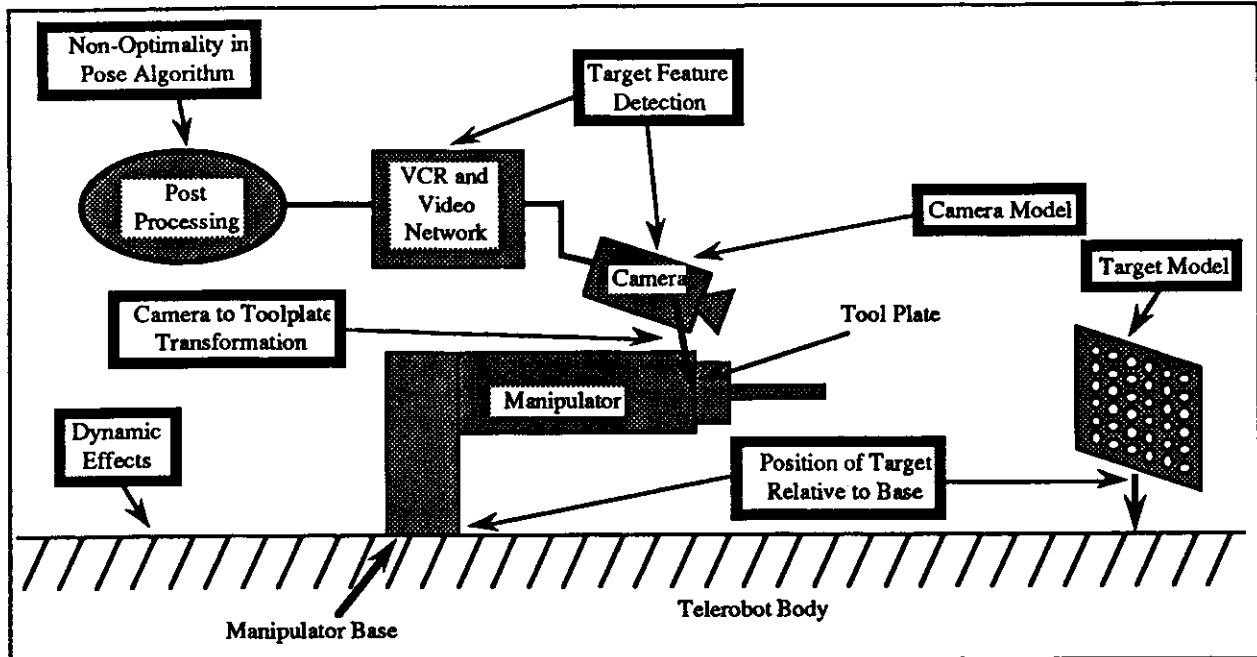 Non-Optimality in
Pose Algorithm
Target Feature
Detection
Post
Processing
VCR and
Video
Network
Camera Model
Camera
Target Model
Camera to Toolplate
Transformation
Tool Plate
Manipulator
Dynamic
Effects
Position of Target
Relative to Base
Telerobot Body
Manipulator Base